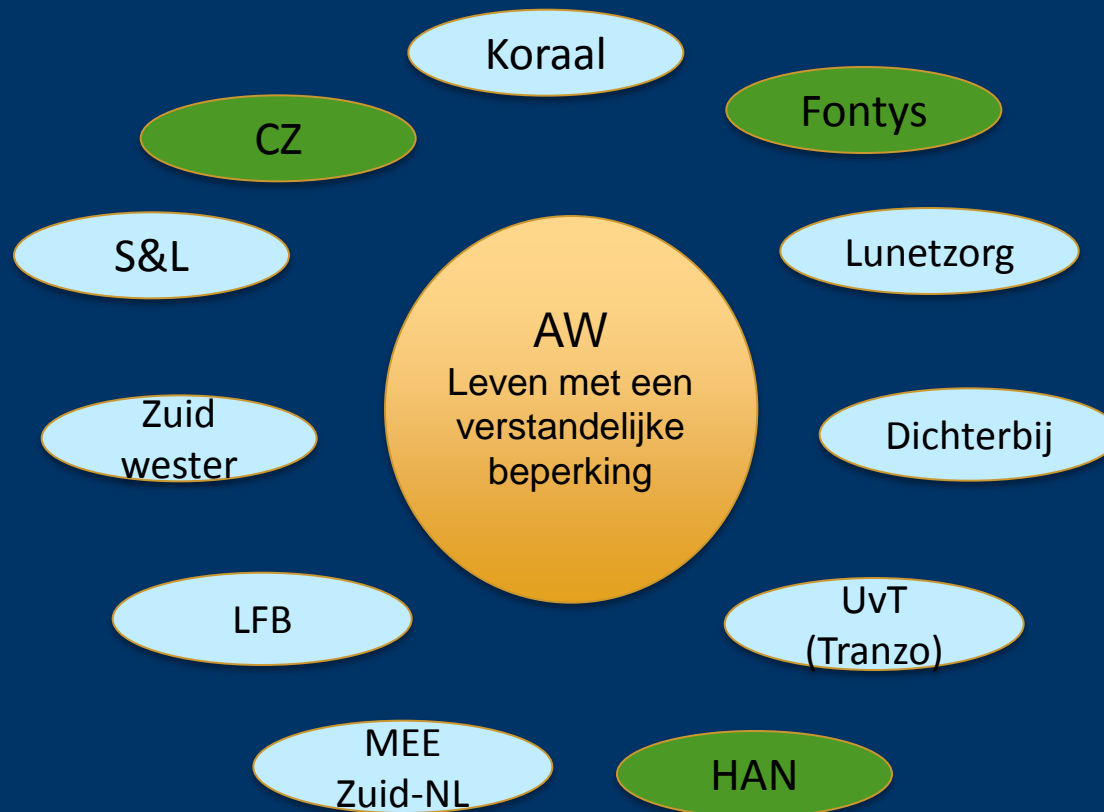 Koraal
CZ
Fontys
S&L
Lunetzorg
AW
Leven met een
verstandelijke
beperking
Zuid
wester
Dichterbij
LFB
UvT
(Tranzo)
MEE
Zuid-NL
HAN